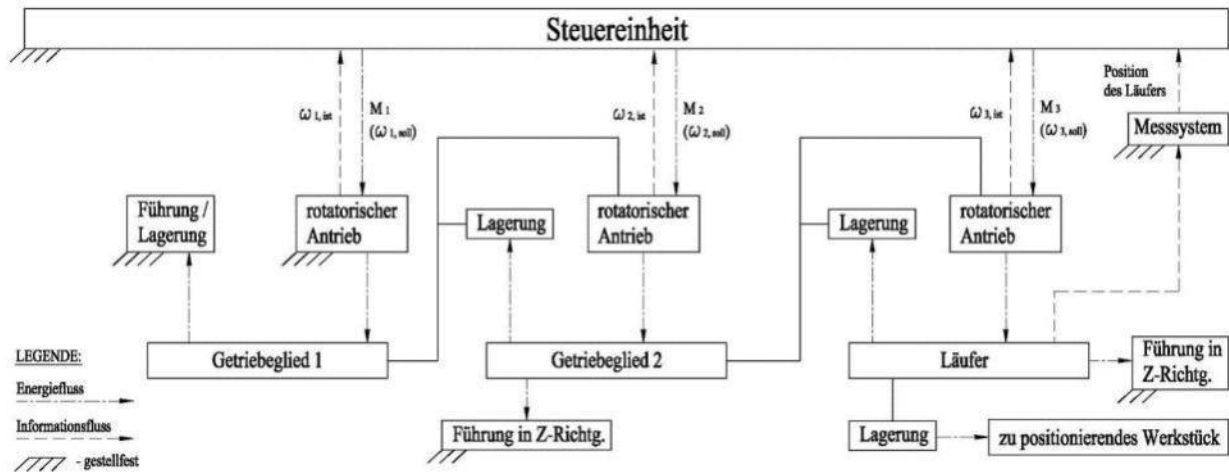 Steuereinheit
ω 1, ist
M 1
(ω 1, soll)
ω 2, ist
M 2
(ω 2, soll)
ω 3, ist
M 3
(ω 3, soll)
Position
des Läufers
Messsystem
Führung /
Lagerung
rotatorischer
Antrieb
Lagerung
rotatorischer
Antrieb
Lagerung
rotatorischer
Antrieb
Getriebeglied 1
Getriebeglied 2
Läufer
Führung in
Z-Richtg.
Führung in Z-Richtg.
Lagerung
zu positionierendes Werkstück
LEGENDE:
Energiefluss
Informationsfluss
- gestellfest